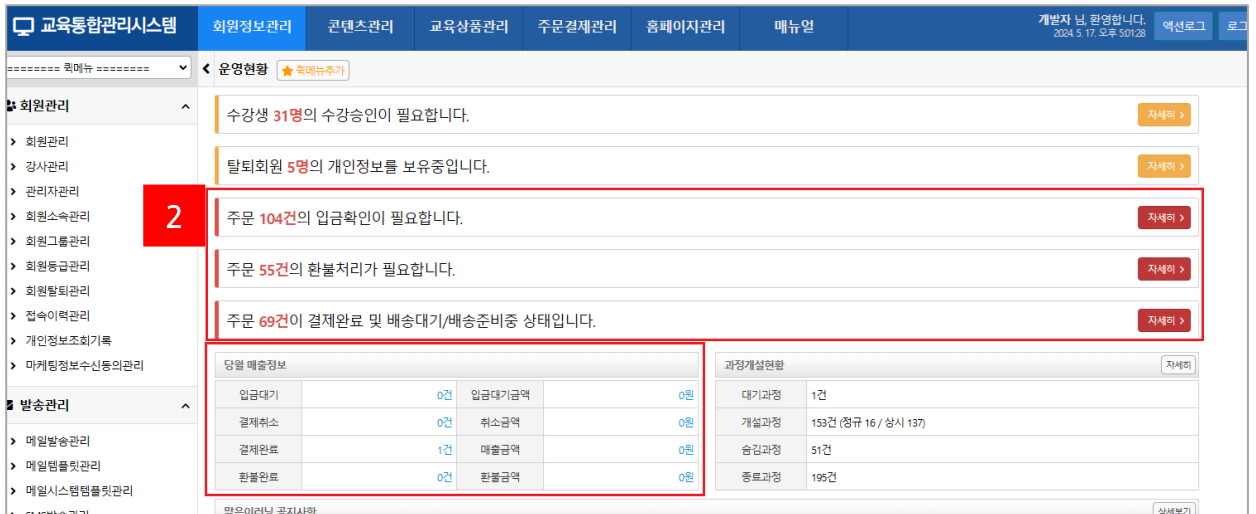 교육통합관리시스템 회원정보관리 콘텐츠관리 교육상품관리 주문결제관리 홈페이지관리 매뉴얼 개발자 님, 환영합니다. 액션로그
2024. 5. 17. 오후 5:01:28
======== 퀵메뉴 ========
운영현황 퀵메뉴추가
회원관리
회원관리
강사관리
관리자관리
회원소속관리
회원그룹관리
회원등급관리
회원탈퇴관리
접속이력관리
개인정보조회기록
마케팅정보수신동의관리
발송관리
메일발송관리
메일템플릿관리
메일시스템템플릿관리
수강생 31명의 수강승인이 필요합니다. 자세히
탈퇴회원 5명의 개인정보를 보유중입니다. 자세히
2
주문 104건의 입금확인이 필요합니다. 자세히
주문 55건의 환불처리가 필요합니다. 자세히
주문 69건이 결제완료 및 배송대기/배송준비중 상태입니다. 자세히
당월 매출정보
입금대기 0건 입금대기금액 0원
결제취소 0건 취소금액 0원
결제완료 1건 매출금액 0원
환불완료 0건 환불금액 0원
과정개설현황 자세히
대기과정 1건
개설과정 153건 (정규 16 / 상시 137)
숨김과정 51건
종료과정 195건